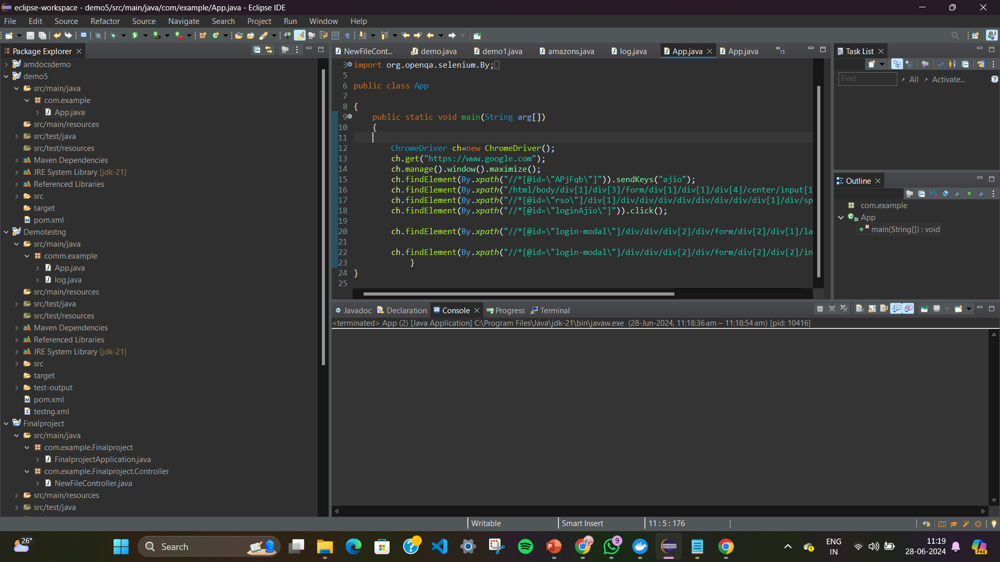 eclipse-workspace - demo5/src/main/java/com/example/App.java - Eclipse IDE
File Edit Source Refactor Source Navigate Search Project Run Window Help
Package Explorer
amdocsdemo
demo5
src/main/java
com.example
App.java
src/main/resources
src/test/java
src/test/resources
Maven Dependencies
JRE System Library [jdk-21]
Referenced Libraries
src
target
pom.xml
Demotestng
src/main/java
comm.example
App.java
log.java
src/main/resources
src/test/java
src/test/resources
Maven Dependencies
Referenced Libraries
JRE System Library [jdk-21]
src
target
test-output
pom.xml
testng.xml
Finalproject
src/main/java
com.example.Finalproject
FinalprojectApplication.java
com.example.Finalproject.Controller
NewFileController.java
src/main/resources
src/test/java
NewFileCont... demo.java demo1.java amazons.java log.java App.java App.java »15
3 import org.openqa.selenium.By;
5
6 public class App
7
8 {
9 public static void main(String arg[])
10 {
11
12 ChromeDriver ch=new ChromeDriver();
13 ch.get("https://www.google.com");
14 ch.manage().window().maximize();
15 ch.findElement(By.xpath("//*[@id=\"APjFqb\"]")).sendKeys("ajio");
16 ch.findElement(By.xpath("/html/body/div[1]/div[3]/form/div[1]/div[1]/div[4]/center/input[1
17 ch.findElement(By.xpath("//*[@id=\"rso\"]/div[1]/div/div/div/div/div/div/div/div[1]/div/sp
18 ch.findElement(By.xpath("//*[@id=\"loginAjio\"]")).click();
19
20 ch.findElement(By.xpath("//*[@id=\"login-modal\"]/div/div/div[2]/div/form/div[2]/div[1]/la
21
22 ch.findElement(By.xpath("//*[@id=\"login-modal\"]/div/div/div[2]/div/form/div[2]/div[2]/in
23 }
24 }
25
Task List
Find All Activate...
Outline
com.example
App
main(String[]) : void
Javadoc Declaration Console Progress Terminal
<terminated> App (2) [Java Application] C:\Program Files\Java\jdk-21\bin\javaw.exe (28-Jun-2024, 11:18:36 am – 11:18:54 am) [pid: 10416]
Writable Smart Insert 11 : 5 : 176
26°
Search
9
ENG
IN
11:19
28-06-2024
PRE